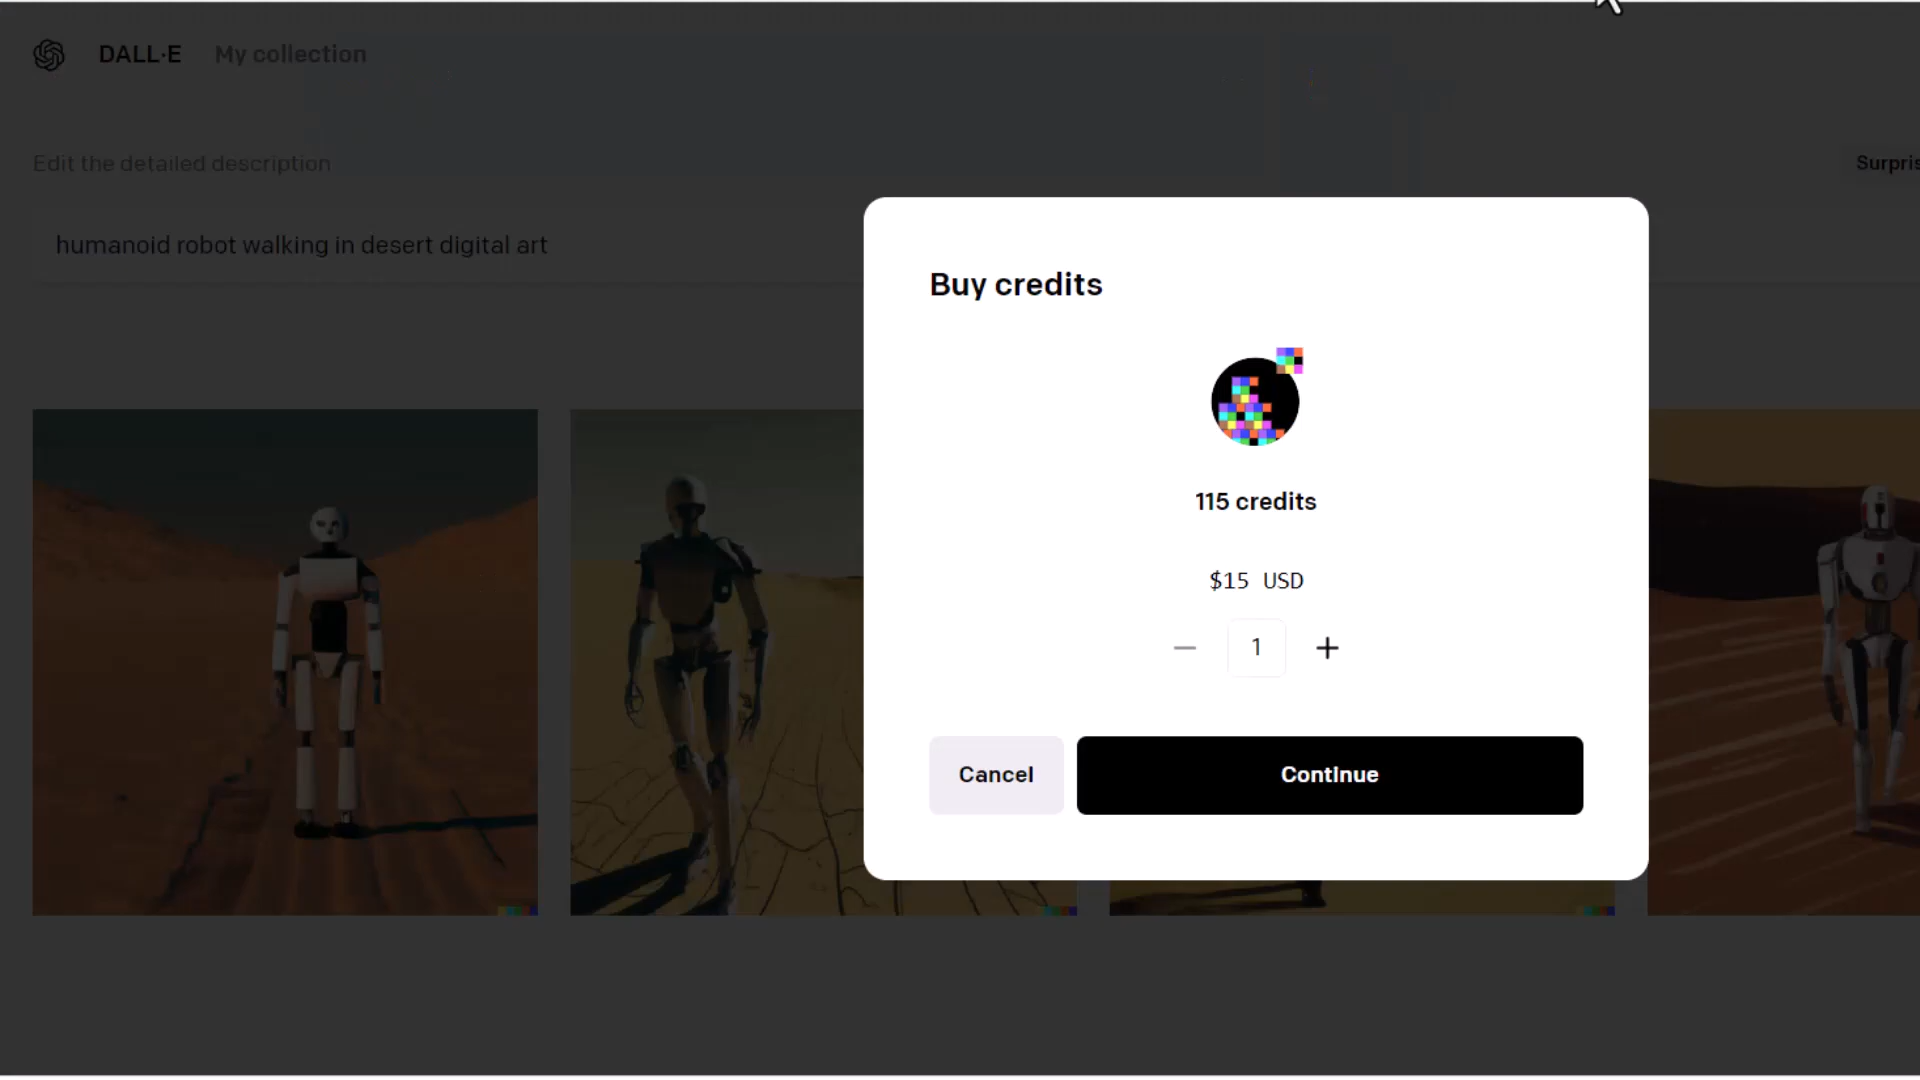 DALL·E My collection
Edit the detailed description
humanoid robot walking in desert digital art
Buy credits
115 credits
$15 USD
1
Cancel
Continue